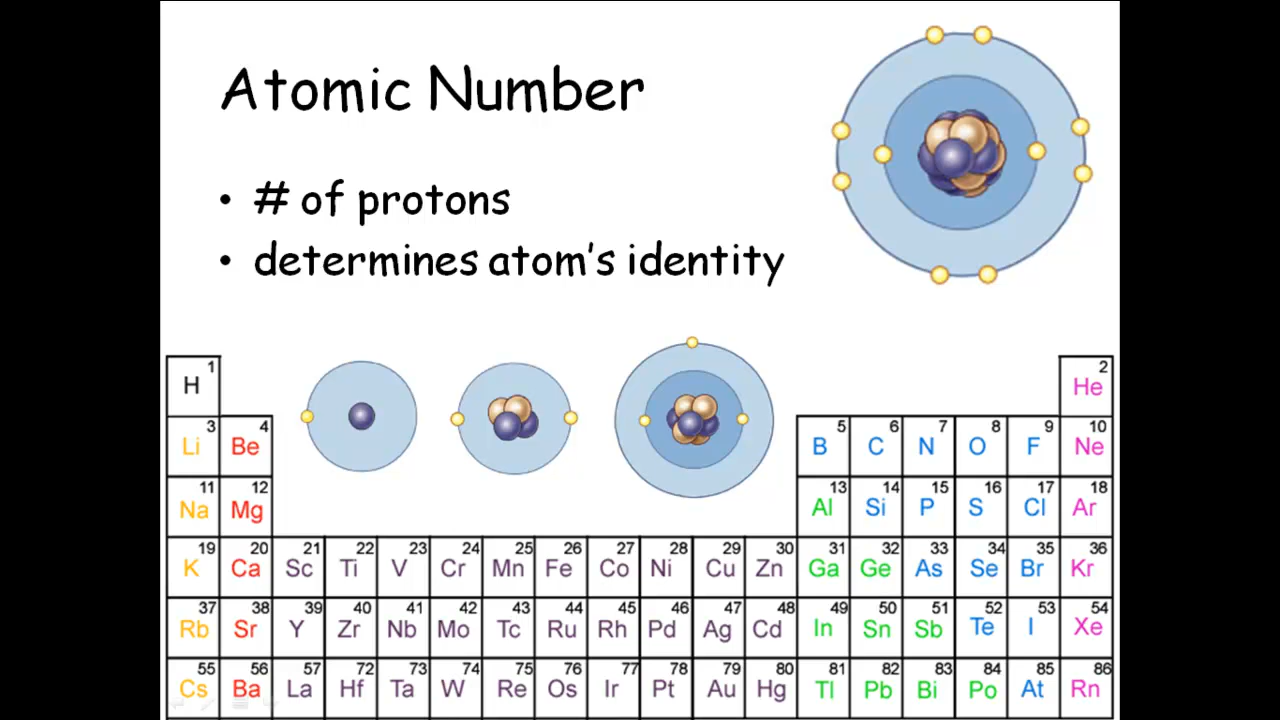 Atomic Number
• # of protons
• determines atom's identity
1 2
H He
3 4 5 6 7 8 9 10
Li Be B C N O F Ne
11 12 13 14 15 16 17 18
Na Mg Al Si P S Cl Ar
19 20 21 22 23 24 25 26 27 28 29 30 31 32 33 34 35 36
K Ca Sc Ti V Cr Mn Fe Co Ni Cu Zn Ga Ge As Se Br Kr
37 38 39 40 41 42 43 44 45 46 47 48 49 50 51 52 53 54
Rb Sr Y Zr Nb Mo Tc Ru Rh Pd Ag Cd In Sn Sb Te I Xe
55 56 57 72 73 74 75 76 77 78 79 80 81 82 83 84 85 86
Cs Ba La Hf Ta W Re Os Ir Pt Au Hg Tl Pb Bi Po At Rn